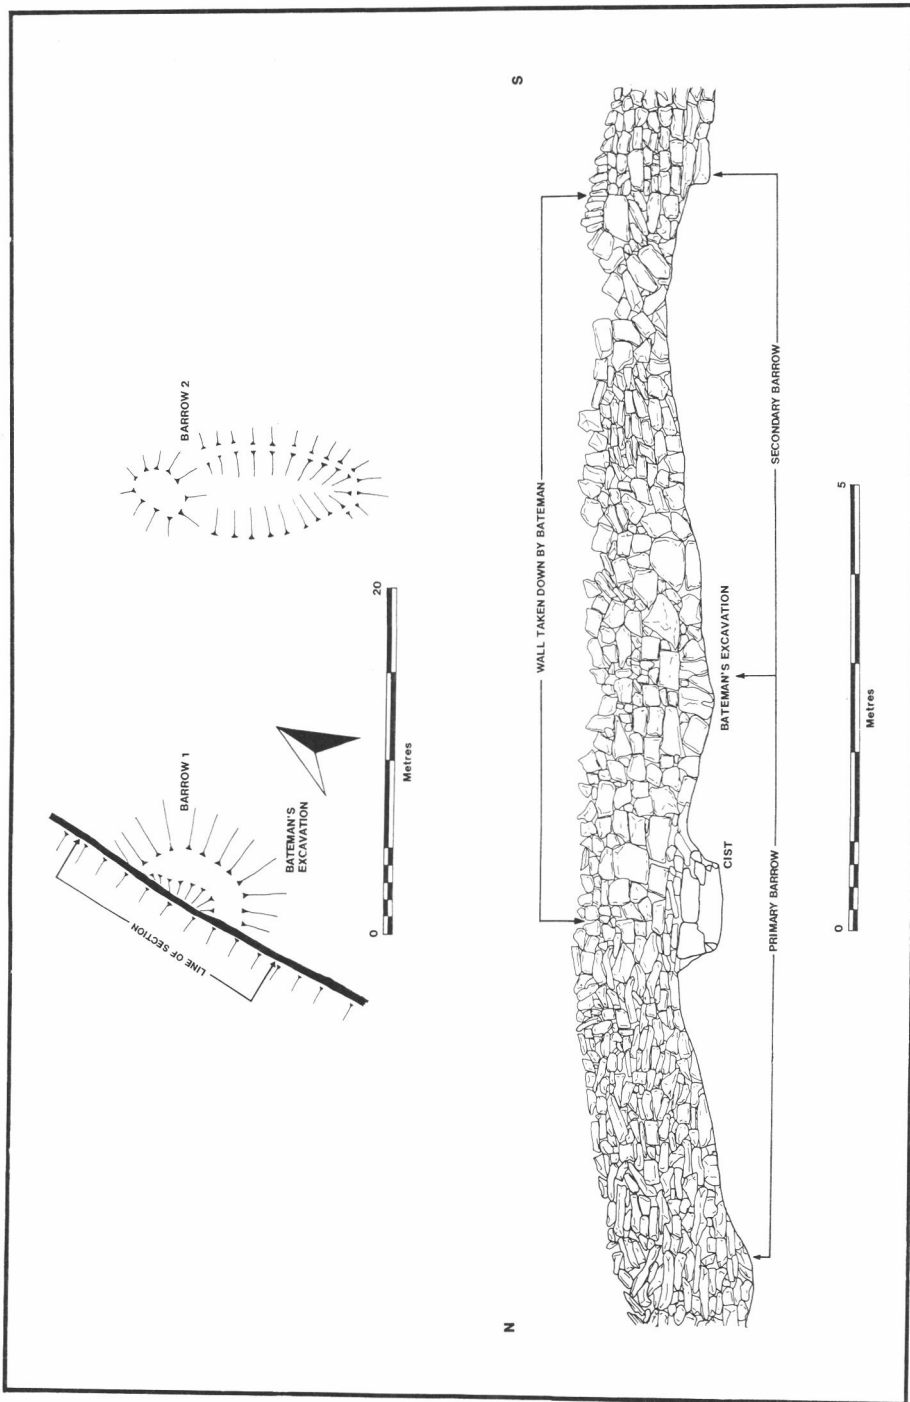 BARROW 1
BARROW 2
LINE OF SECTION
BATEMAN'S
EXCAVATION
0
20
Metres
N
S
WALL TAKEN DOWN BY BATEMAN
CIST
BATEMAN'S EXCAVATION
PRIMARY BARROW
SECONDARY BARROW
0
5
Metres